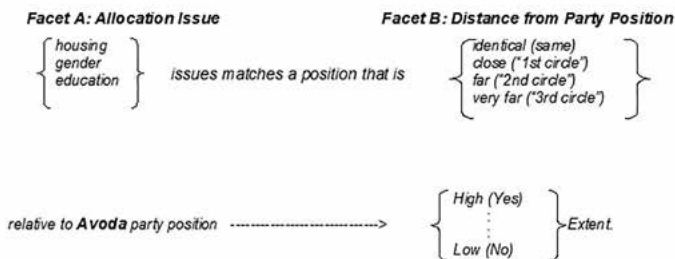 Facet A: Allocation Issue Facet B: Distance from Party Position
housing
gender
education
issues matches a position that is
identical (same)
close ("1st circle")
far ("2nd circle")
very far ("3rd circle")
relative to Avoda party position ------------------------------>
High (Yes)
Low (No)
Extent.